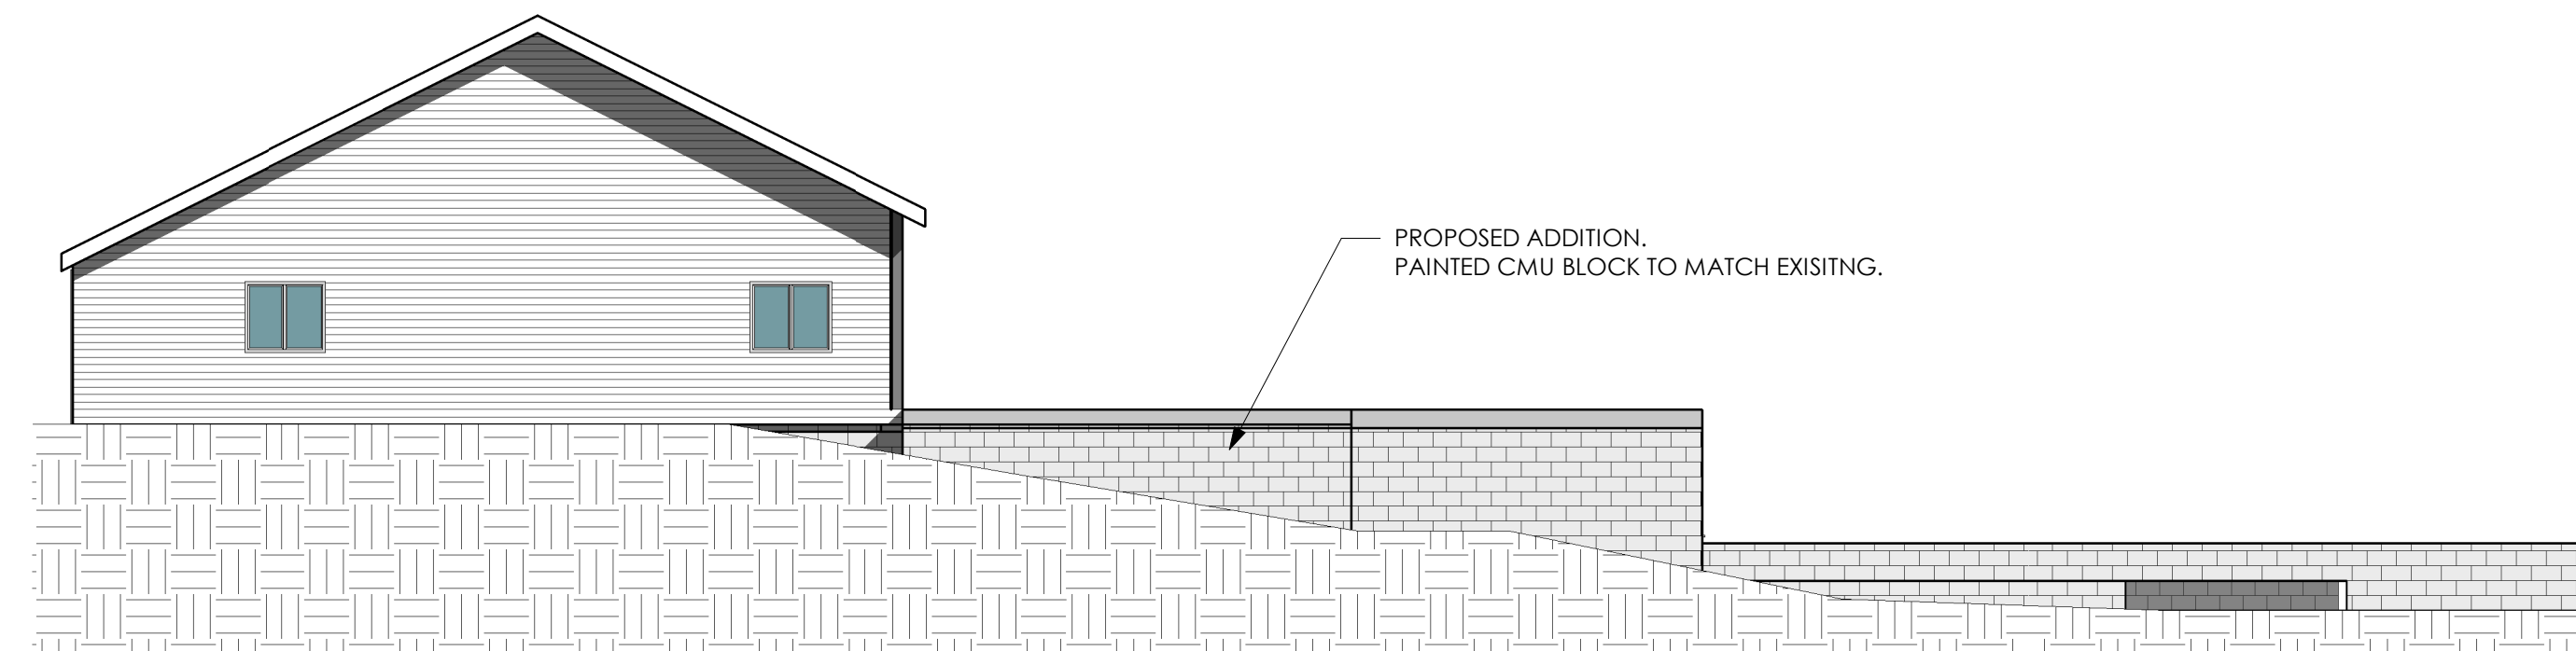 PROPOSED ADDITION.
PAINTED CMU BLOCK TO MATCH EXISITNG.